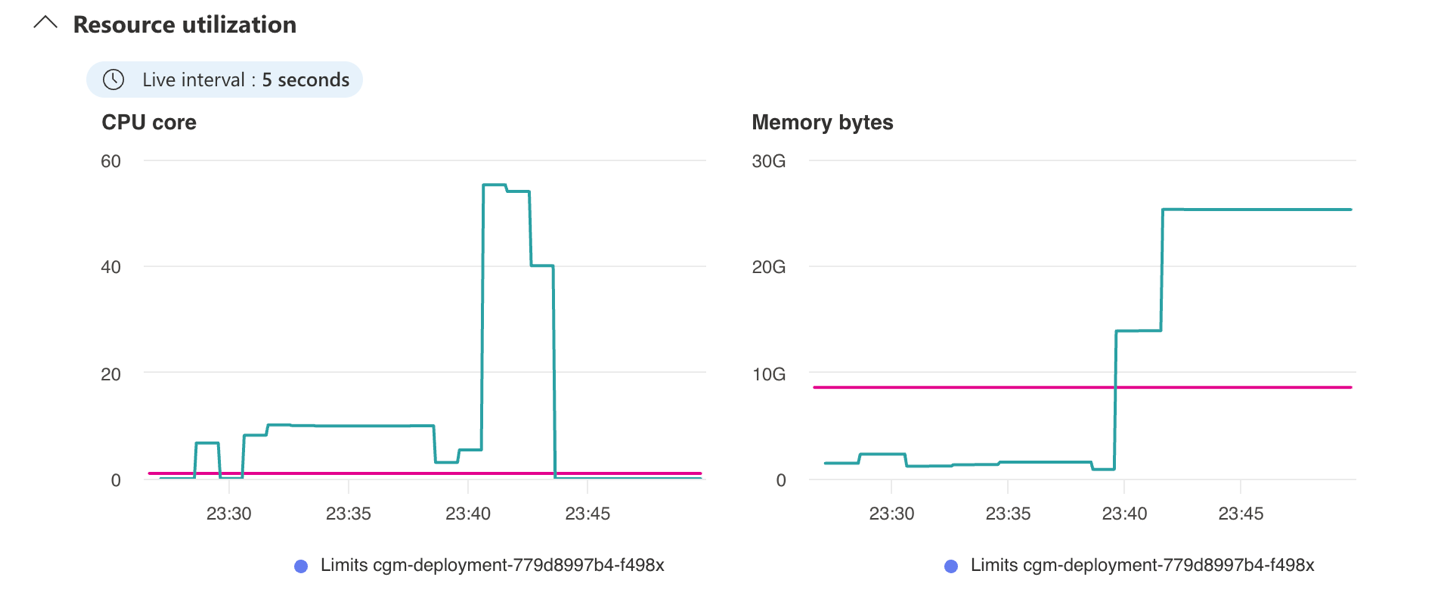 Resource utilization
Live interval : 5 seconds
CPU core
60
40
20
0
23:30 23:35 23:40 23:45
Limits cgm-deployment-779d8997b4-f498x
Memory bytes
30G
20G
10G
0
23:30 23:35 23:40 23:45
Limits cgm-deployment-779d8997b4-f498x